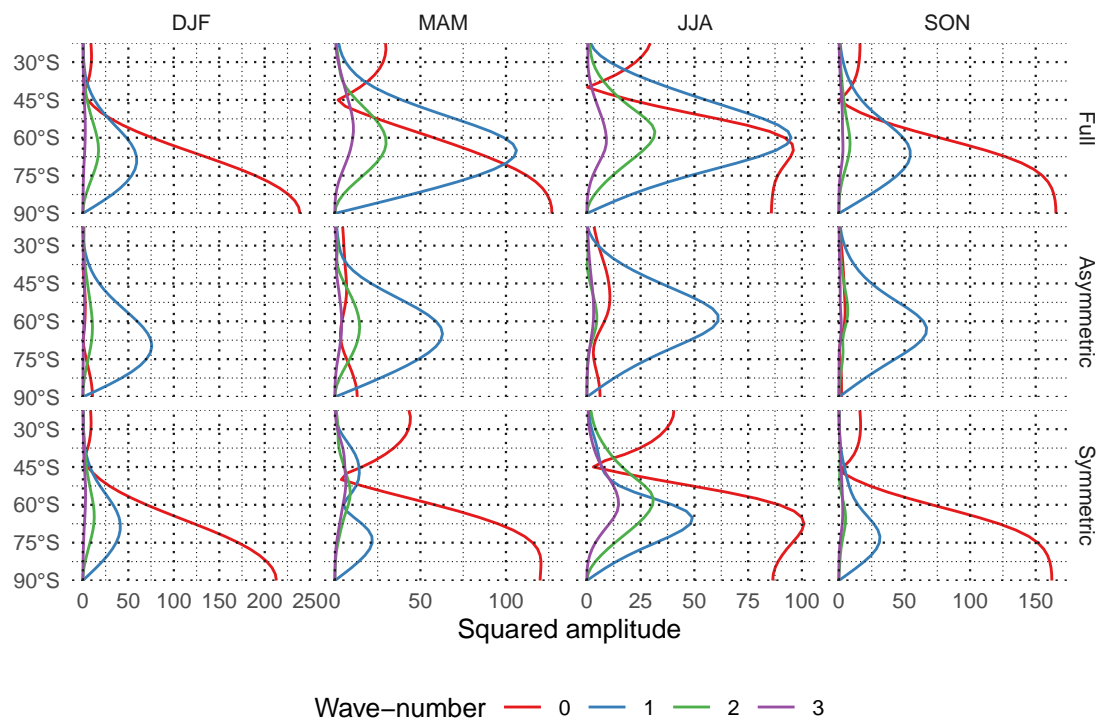 DJF MAM JJA SON
30°S
45°S
60°S
75°S
90°S
Full
30°S
45°S
60°S
75°S
90°S
Asymmetric
30°S
45°S
60°S
75°S
90°S
Symmetric
0 50 100 150 200 250 0 50 100 0 25 50 75 100 0 50 100 150
Squared amplitude
Wave−number 0 1 2 3